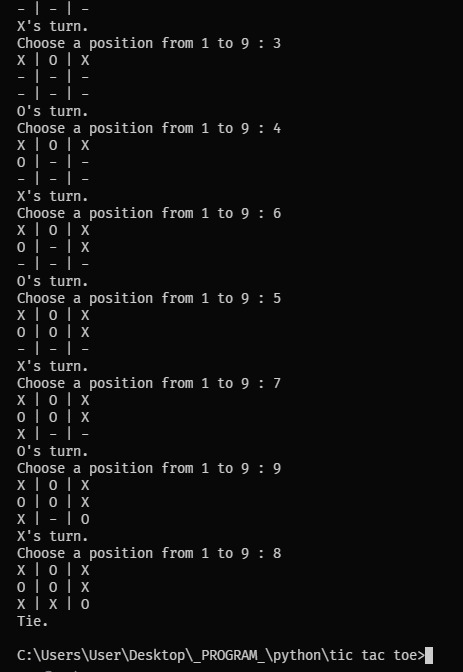 - | - | -
X's turn.
Choose a position from 1 to 9 : 3
X | O | X
- | - | -
- | - | -
O's turn.
Choose a position from 1 to 9 : 4
X | O | X
O | - | -
- | - | -
X's turn.
Choose a position from 1 to 9 : 6
X | O | X
O | - | X
- | - | -
O's turn.
Choose a position from 1 to 9 : 5
X | O | X
O | O | X
- | - | -
X's turn.
Choose a position from 1 to 9 : 7
X | O | X
O | O | X
X | - | -
O's turn.
Choose a position from 1 to 9 : 9
X | O | X
O | O | X
X | - | O
X's turn.
Choose a position from 1 to 9 : 8
X | O | X
O | O | X
X | X | O
Tie.
C:\Users\User\Desktop\_PROGRAM_\python\tic tac toe>